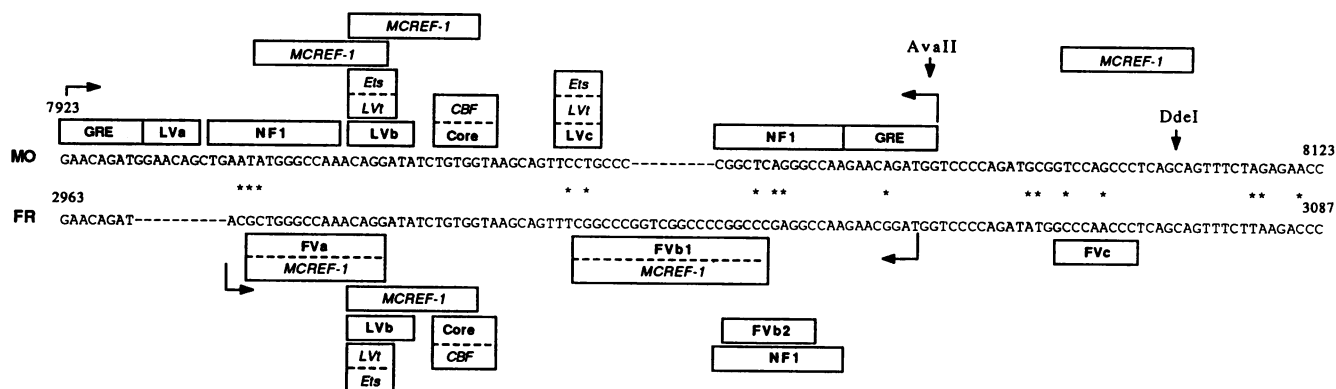 MCREF-1
MCREF-1 AvaII MCREF-1
Ets Ets
7923 LVt CBF LVt DdeI
GRE LVa NF1 LVb Core LVc NF1 GRE
MO GAACAGATGGAACAGCTGAATATGGGCCAAACAGGATATCTGTGGTAAGCAGTTCCTGCCC----------CGGCTCAGGGCCAAGAACAGATGGTCCCCAGATGCGGTCCAGCCCTCAGCAGTTTCTAGAGAACC 8123
*** * * * ** * ** * * ** *
2963
FR GAACAGAT----------ACGCTGGGCCAAACAGGATATCTGTGGTAAGCAGTTTCGGCCCGGTCGGCCCCGGCCCGAGGCCAAGAACGGATGGTCCCCAGATATGGCCCAACCCTCAGCAGTTTCTTAAGACCC 3087
FVa FVb1 FVc
MCREF-1 MCREF-1
MCREF-1
LVb Core FVb2
LVt CBF NF1
Ets